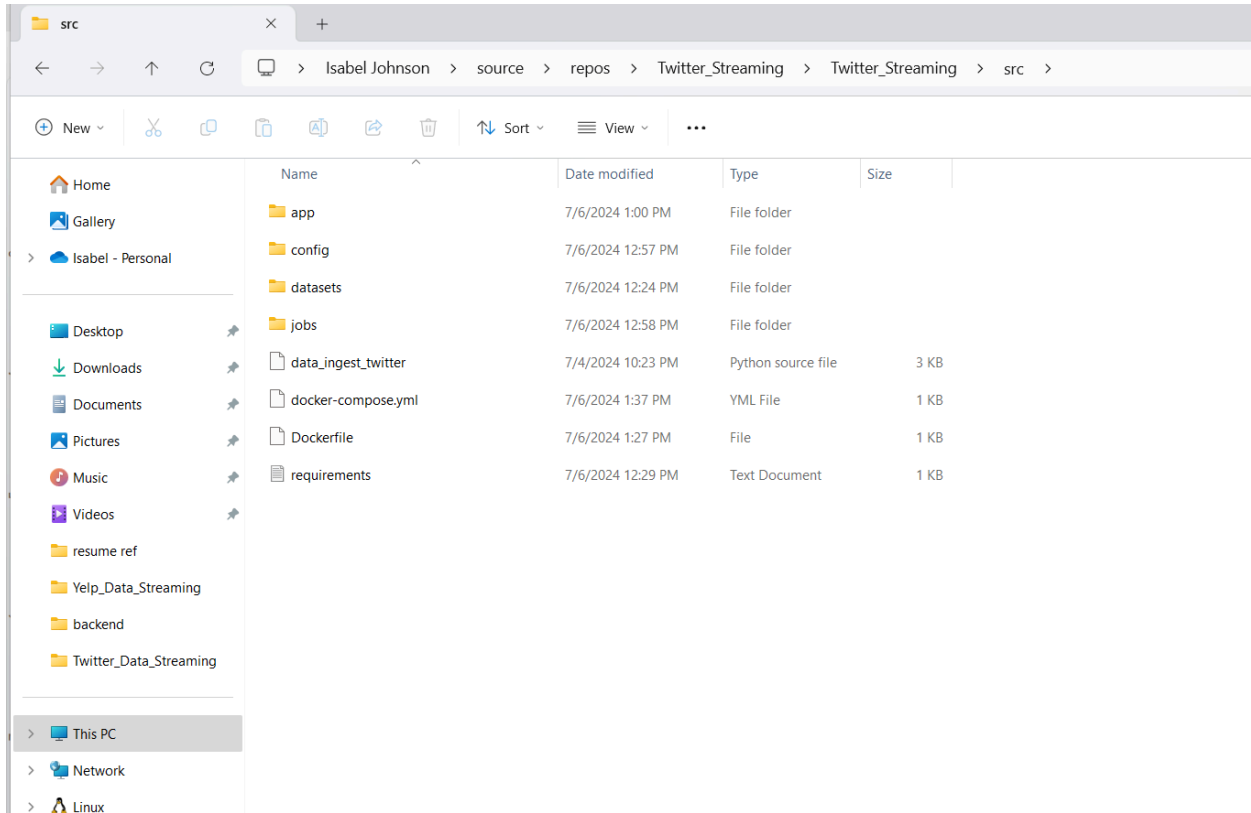 src
Isabel Johnson > source > repos > Twitter_Streaming > Twitter_Streaming > src >
New Sort View
Name Date modified Type Size
Home
Gallery
Isabel - Personal
Desktop
Downloads
Documents
Pictures
Music
Videos
resume ref
Yelp_Data_Streaming
backend
Twitter_Data_Streaming
This PC
Network
Linux
app 7/6/2024 1:00 PM File folder
config 7/6/2024 12:57 PM File folder
datasets 7/6/2024 12:24 PM File folder
jobs 7/6/2024 12:58 PM File folder
data_ingest_twitter 7/4/2024 10:23 PM Python source file 3 KB
docker-compose.yml 7/6/2024 1:37 PM YML File 1 KB
Dockerfile 7/6/2024 1:27 PM File 1 KB
requirements 7/6/2024 12:29 PM Text Document 1 KB